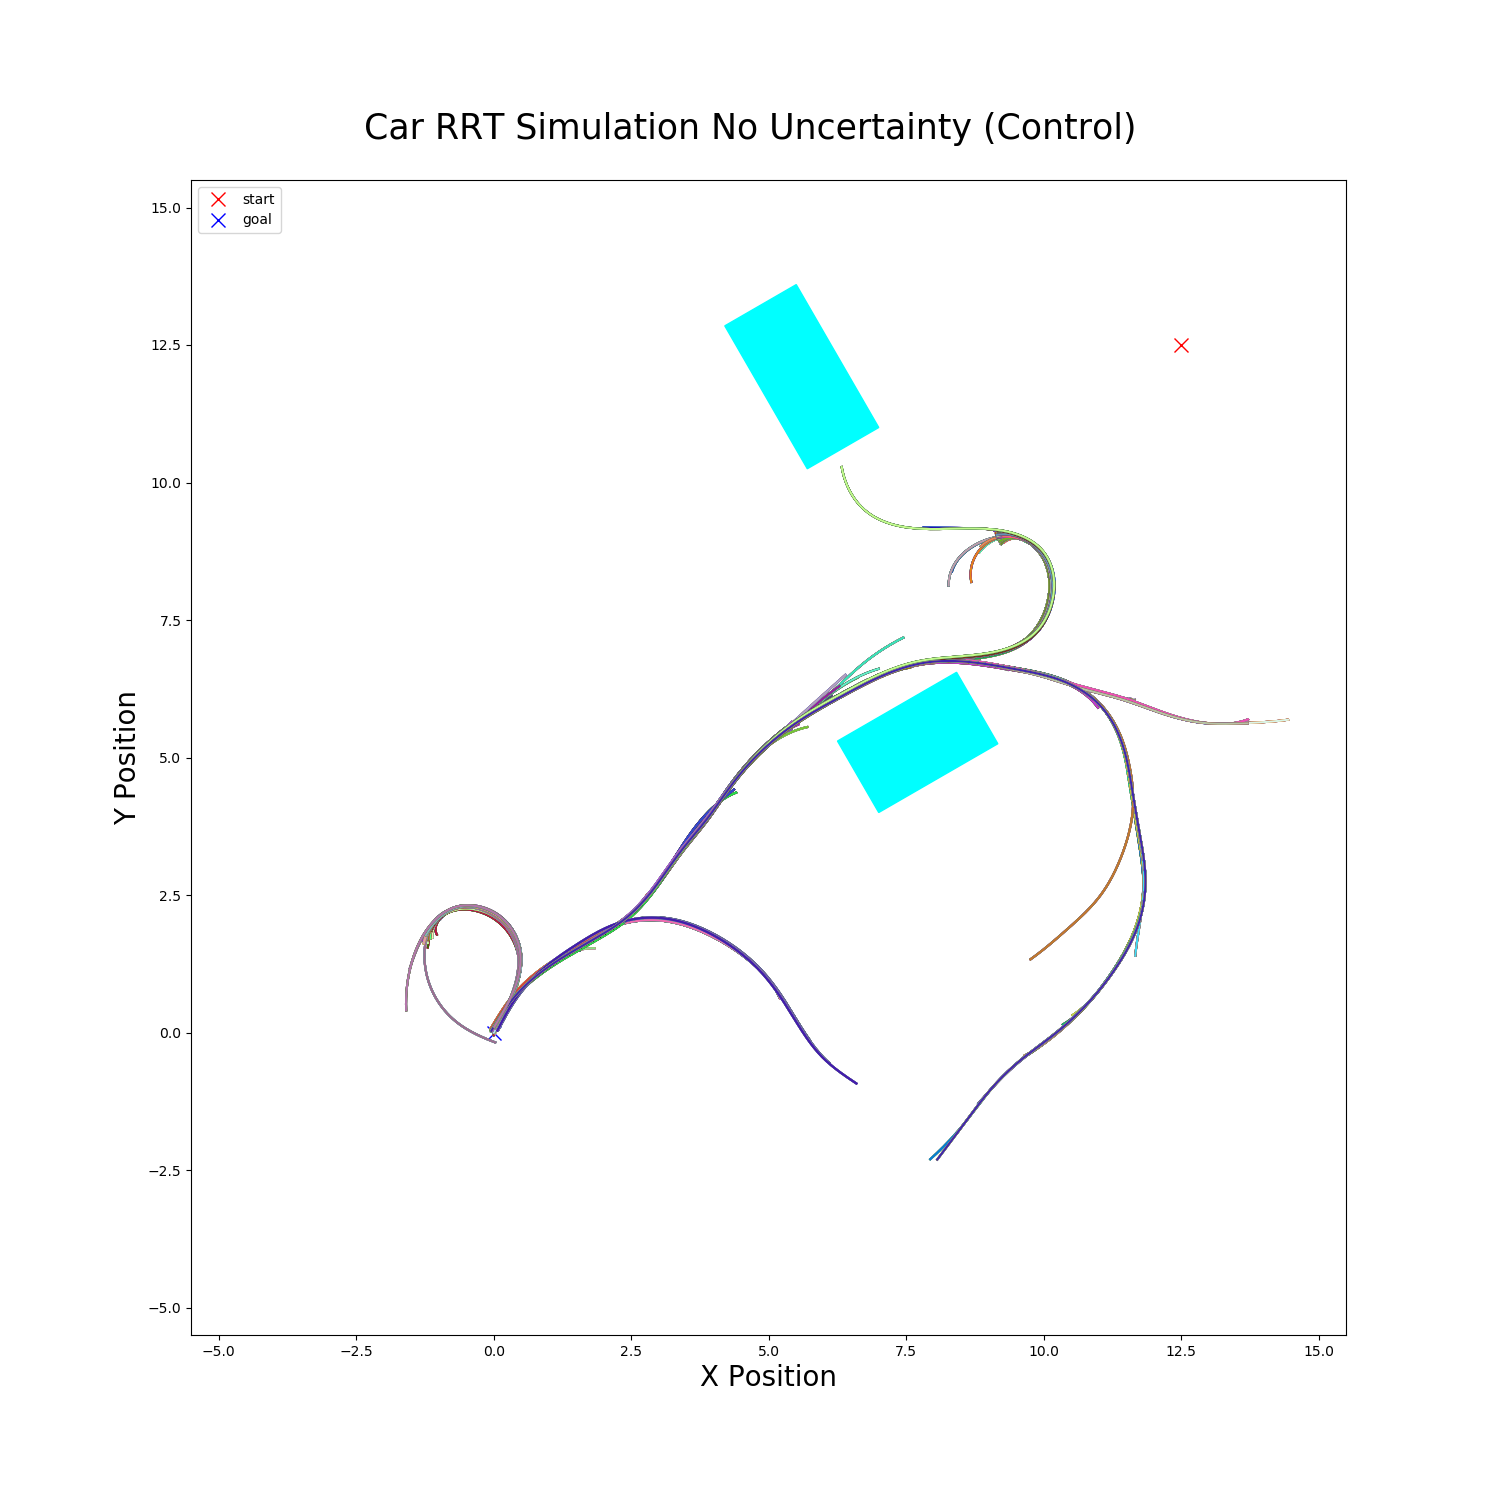 Car RRT Simulation No Uncertainty (Control)
start
goal
15.0
12.5
10.0
7.5
5.0
2.5
0.0
−2.5
−5.0
Y Position
−5.0 −2.5 0.0 2.5 5.0 7.5 10.0 12.5 15.0
X Position